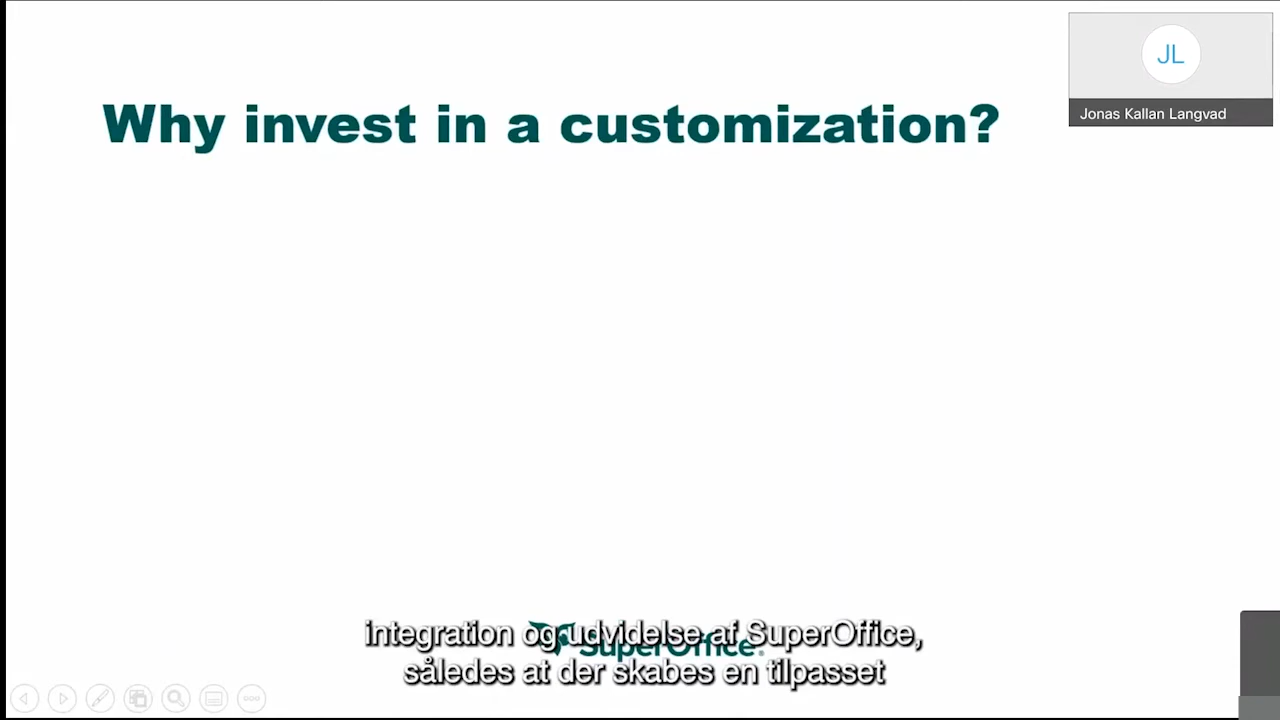 JL
Jonas Kallan Langvad
Why invest in a customization?
SuperOffice
integration og udvidelse af SuperOffice,
således at der skabes en tilpasset